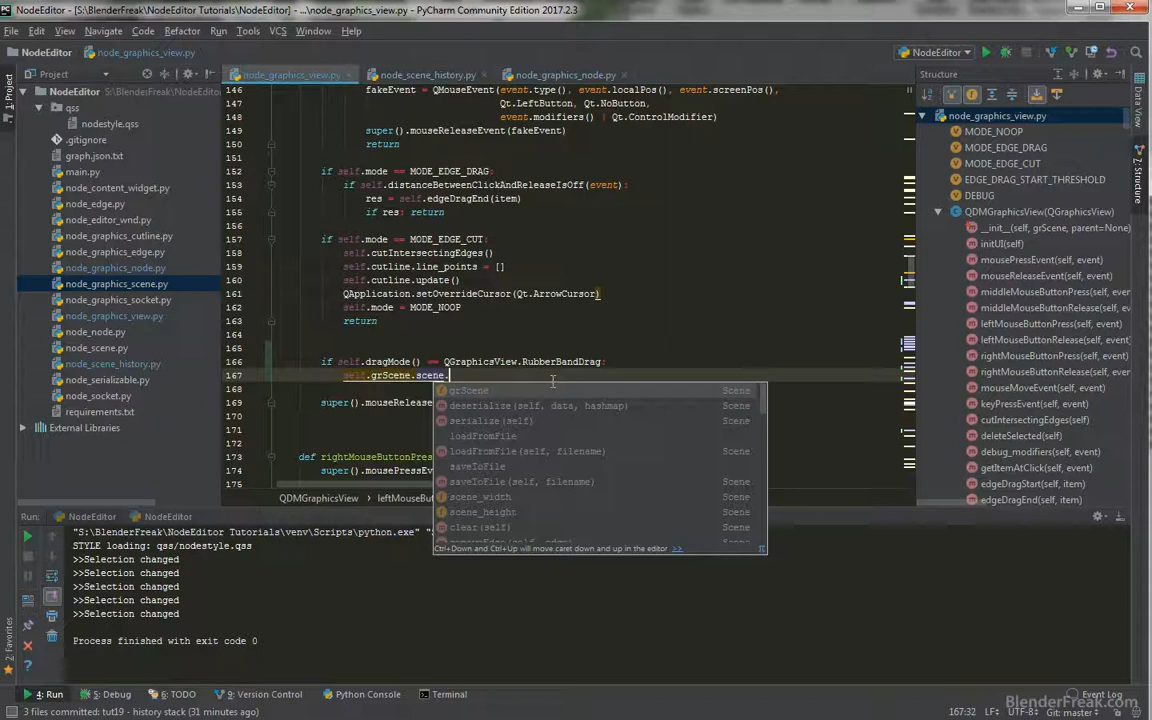 NodeEditor - [S:\BlenderFreak\NodeEditor Tutorials\NodeEditor] - ...\node_graphics_view.py - PyCharm Community Edition 2017.2.3
File Edit View Navigate Code Refactor Run Tools VCS Window Help
NodeEditor node_graphics_view.py NodeEditor
Project node_graphics_view.py node_scene_history.py node_graphics_node.py Structure
1: Project
NodeEditor S:\BlenderFreak\NodeEditor
qss
nodestyle.qss
.gitignore
graph.json.txt
main.py
node_content_widget.py
node_edge.py
node_editor_wnd.py
node_graphics_cutline.py
node_graphics_edge.py
node_graphics_node.py
node_graphics_scene.py
node_graphics_socket.py
node_graphics_view.py
node_node.py
node_scene.py
node_scene_history.py
node_serializable.py
node_socket.py
requirements.txt
External Libraries
146 fakeEvent = QMouseEvent(event.type(), event.localPos(), event.screenPos(),
147 Qt.LeftButton, Qt.NoButton,
148 event.modifiers() | Qt.ControlModifier)
149 super().mouseReleaseEvent(fakeEvent)
150 return
151
152 if self.mode == MODE_EDGE_DRAG:
153 if self.distanceBetweenClickAndReleaseIsOff(event):
154 res = self.edgeDragEnd(item)
155 if res: return
156
157 if self.mode == MODE_EDGE_CUT:
158 self.cutIntersectingEdges()
159 self.cutline.line_points = []
160 self.cutline.update()
161 QApplication.setOverrideCursor(Qt.ArrowCursor)
162 self.mode = MODE_NOOP
163 return
164
165
166 if self.dragMode() == QGraphicsView.RubberBandDrag:
167 self.grScene.scene.
168
169 super().mouseRelease
170
171
172
173 def rightMouseButtonPress
174 super().mousePressEv
grScene Scene
deserialize(self, data, hashmap) Scene
serialize(self) Scene
loadFromFile
loadFromFile(self, filename) Scene
saveToFile
saveToFile(self, filename) Scene
scene_width Scene
scene_height Scene
clear(self) Scene
removeEdge(self, edge) Scene
Ctrl+Down and Ctrl+Up will move caret down and up in the editor >>
QDMGraphicsView leftMouseBut
node_graphics_view.py
MODE_NOOP
MODE_EDGE_DRAG
MODE_EDGE_CUT
EDGE_DRAG_START_THRESHOLD
DEBUG
QDMGraphicsView(QGraphicsView)
__init__(self, grScene, parent=None)
initUI(self)
mousePressEvent(self, event)
mouseReleaseEvent(self, event)
middleMouseButtonPress(self, event
middleMouseButtonRelease(self, eve
leftMouseButtonPress(self, event)
leftMouseButtonRelease(self, event)
rightMouseButtonPress(self, event)
rightMouseButtonRelease(self, event
mouseMoveEvent(self, event)
keyPressEvent(self, event)
cutIntersectingEdges(self)
deleteSelected(self)
debug_modifiers(self, event)
getItemAtClick(self, event)
edgeDragStart(self, item)
edgeDragEnd(self, item)
Data View
Z: Structure
Run: NodeEditor NodeEditor
"S:\BlenderFreak\NodeEditor Tutorials\venv\Scripts\python.exe" "S
STYLE loading: qss/nodestyle.qss
>>Selection changed
>>Selection changed
>>Selection changed
>>Selection changed
>>Selection changed
Process finished with exit code 0
2: Favorites
4: Run 5: Debug 6: TODO 9: Version Control Python Console Terminal Event Log
3 files committed: tut19 - history stack (31 minutes ago) 167:32 LF÷ UTF-8÷ Git: master÷
BlenderFreak.com